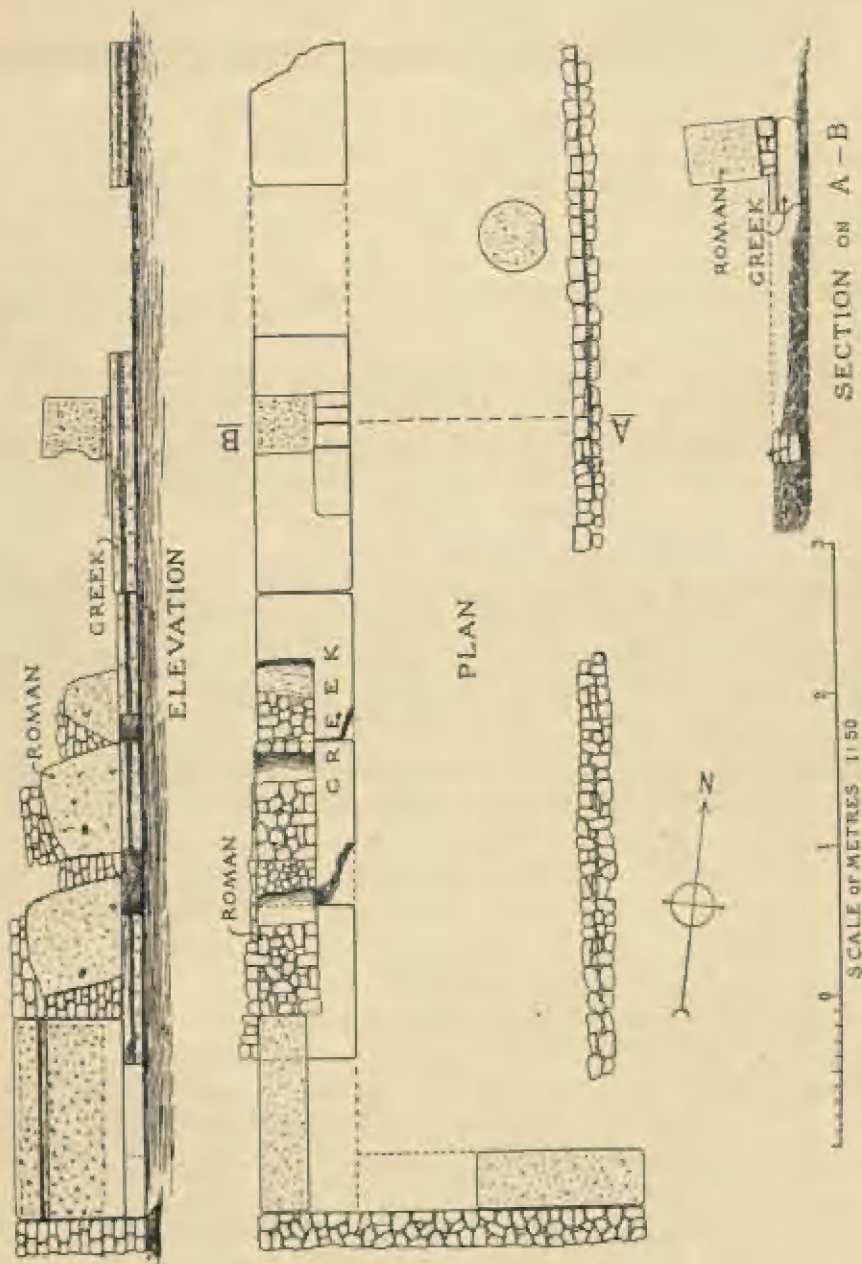 ROMAN
GREEK
ELEVATION
B
ROMAN
GREEK
PLAN
A
N
ROMAN
GREEK
SECTION ON A-B
0 1 2 3
SCALE OF METRES 1:50